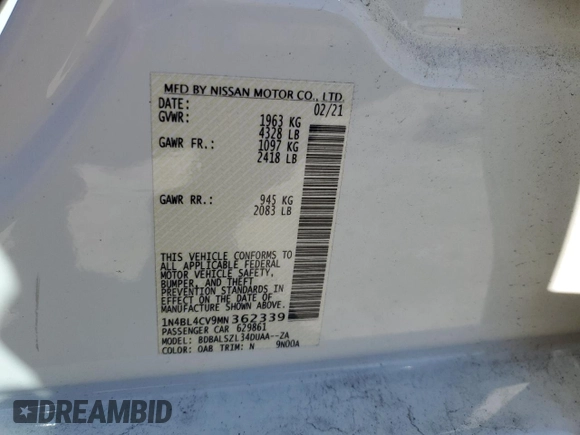 MFD BY NISSAN MOTOR CO., LTD.
DATE: 02/21
GVWR: 1963 KG
4328 LB
GAWR FR.: 1097 KG
2418 LB
GAWR RR.: 945 KG
2083 LB
THIS VEHICLE CONFORMS TO
ALL APPLICABLE FEDERAL
MOTOR VEHICLE SAFETY,
BUMPER, AND THEFT
PREVENTION STANDARDS IN
EFFECT ON THE DATE OF
MANUFACTURE SHOWN ABOVE.
1N4BL4CV9MN362339
PASSENGER CAR 629861
MODEL: BDBALSZL34DUAA--ZA
COLOR: QAB TRIM: N 9N00A
DREAMBID